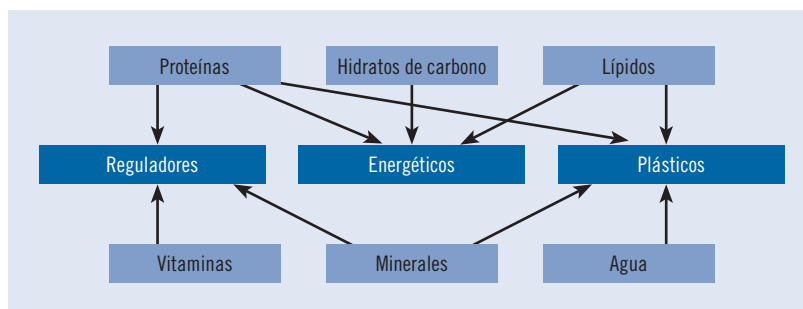 Proteínas
Hidratos de carbono
Lípidos
Reguladores
Energéticos
Plásticos
Vitaminas
Minerales
Agua